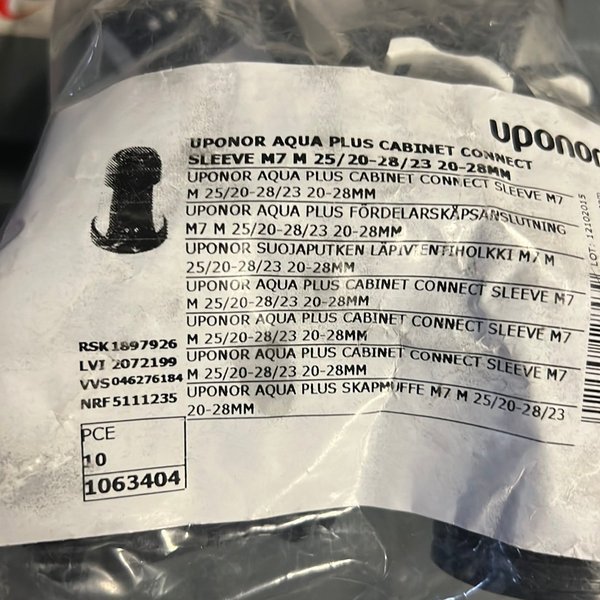 uponor
UPONOR AQUA PLUS CABINET CONNECT
SLEEVE M7 M 25/20-28/23 20-28MM
UPONOR AQUA PLUS CABINET CONNECT SLEEVE M7
M 25/20-28/23 20-28MM
UPONOR AQUA PLUS FÖRDELARSKÅPSANSLUTNING
M7 M 25/20-28/23 20-28MM
UPONOR SUOJAPUTKEN LÄPIVIENTIHOLKKI M7 M
25/20-28/23 20-28MM
UPONOR AQUA PLUS CABINET CONNECT SLEEVE M7
M 25/20-28/23 20-28MM
UPONOR AQUA PLUS CABINET CONNECT SLEEVE M7
M 25/20-28/23 20-28MM
UPONOR AQUA PLUS CABINET CONNECT SLEEVE M7
M 25/20-28/23 20-28MM
UPONOR AQUA PLUS SKAPMUFFE M7 M 25/20-28/23
20-28MM
RSK 1897926
LVI 2072199
VVS 046276184
NRF 5111235
PCE
10
1063404
LOT: 12102015